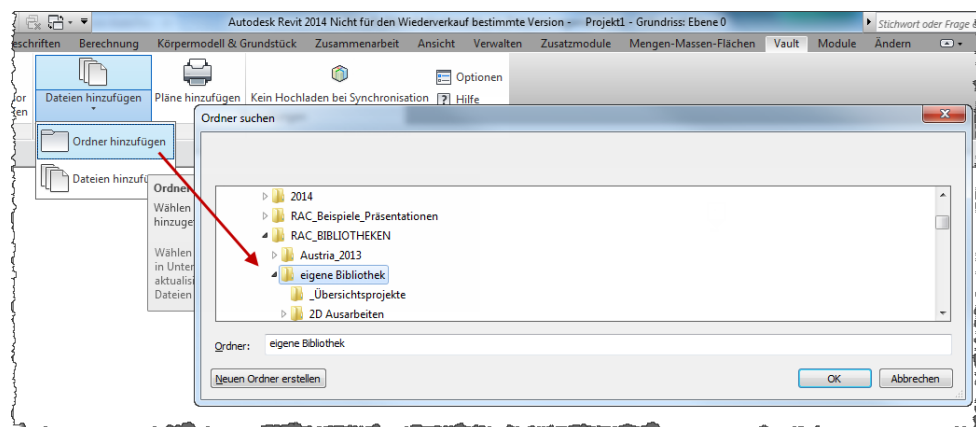 Autodesk Revit 2014 Nicht für den Wiederverkauf bestimmte Version - Projekt1 - Grundriss: Ebene 0
Stichwort oder Frage
eschriften Berechnung Körpermodell & Grundstück Zusammenarbeit Ansicht Verwalten Zusatzmodule Mengen-Massen-Flächen Vault Module Ändern
Dateien hinzufügen Pläne hinzufügen Kein Hochladen bei Synchronisation
Optionen
Hilfe
Ordner hinzufügen
Dateien hinzufü
Ordner
Wählen
hinzuge
Wählen
in Unter
aktualisi
Dateien
Ordner suchen
2014
RAC_Beispiele_Präsentationen
RAC_BIBLIOTHEKEN
Austria_2013
eigene Bibliothek
_Übersichtsprojekte
2D Ausarbeiten
Ordner: eigene Bibliothek
Neuen Ordner erstellen OK Abbrechen